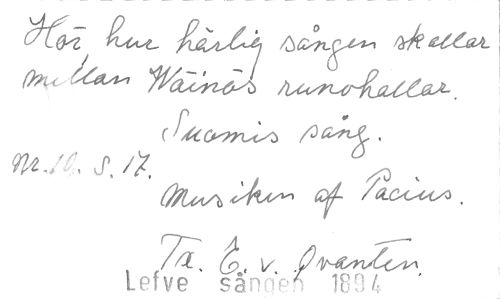 Hör, hur härlig sången skallar
mellan Wäinös runohallar.
Suomis sång.
Nr. 10. s. 17.
Musiken af Pacius.
Tx. E. v. Qvanten.
Lefve sången 1894